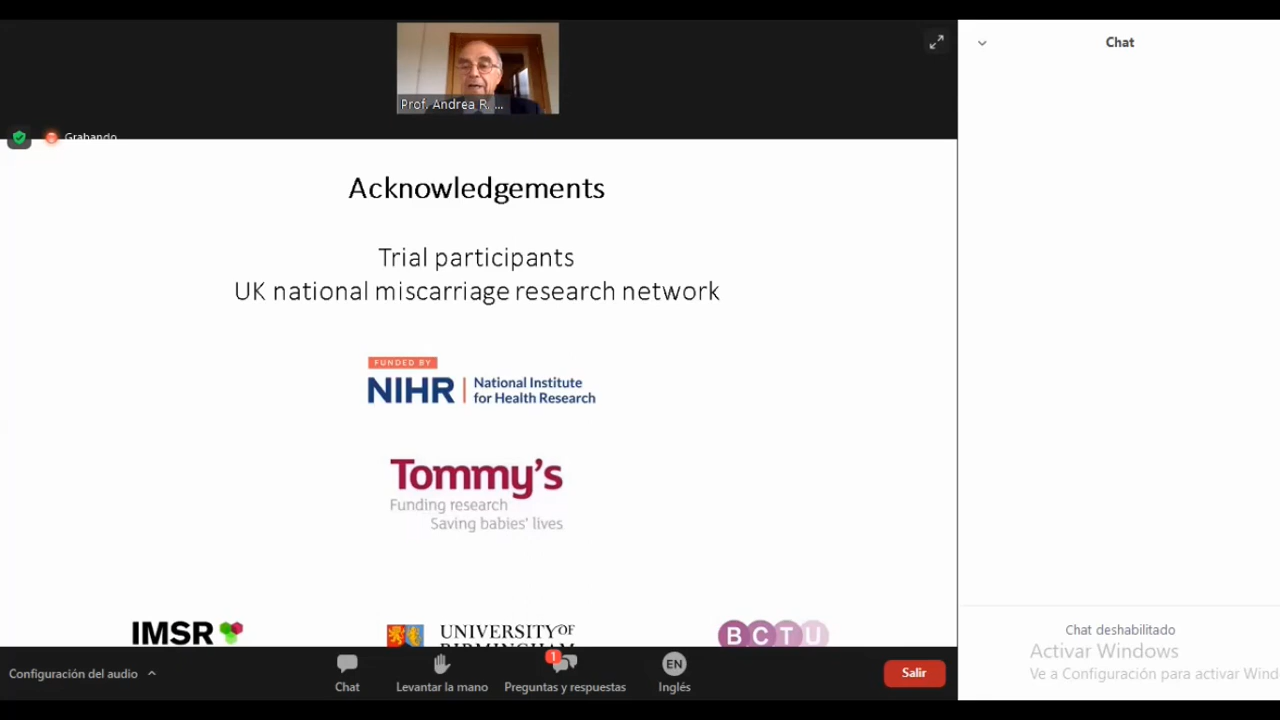 Chat
Prof. Andrea R. ...
Grabando
Acknowledgements
Trial participants
UK national miscarriage research network
FUNDED BY
NIHR | National Institute
for Health Research
Tommy's
Funding research
Saving babies' lives
IMSR
UNIVERSITY OF
BIRMINGHAM
BCTU
Chat deshabilitado
Activar Windows
Ve a Configuración para activar Wind
Configuración del audio
Chat
Levantar la mano
1
Preguntas y respuestas
EN
Inglés
Salir